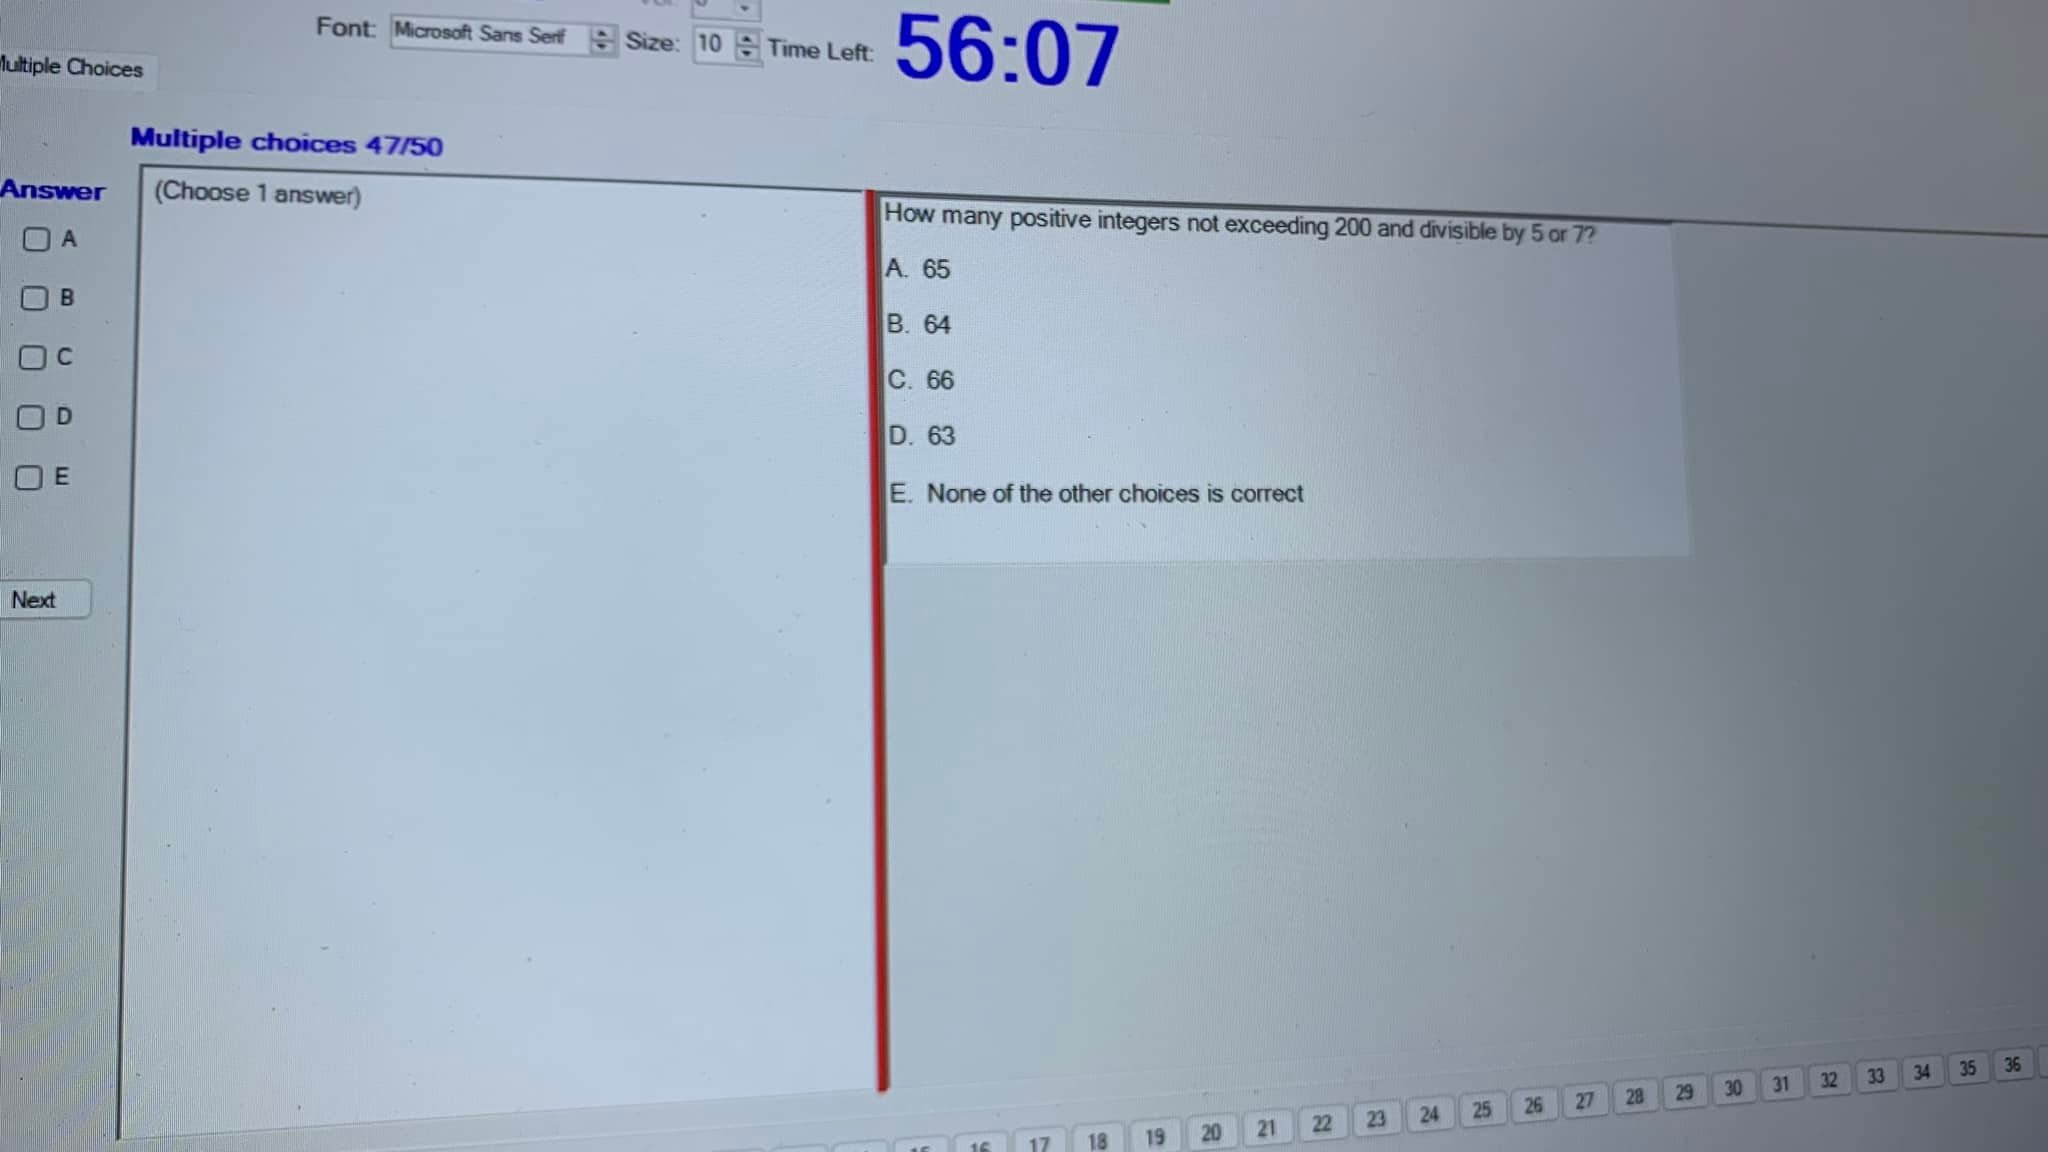 Font: Microsoft Sans Serif Size: 10 Time Left: 56:07
Multiple Choices
Multiple choices 47/50
Answer
(Choose 1 answer)
A
B
C
D
E
Next
How many positive integers not exceeding 200 and divisible by 5 or 7?
A. 65
B. 64
C. 66
D. 63
E. None of the other choices is correct
16 17 18 19 20 21 22 23 24 25 26 27 28 29 30 31 32 33 34 35 36